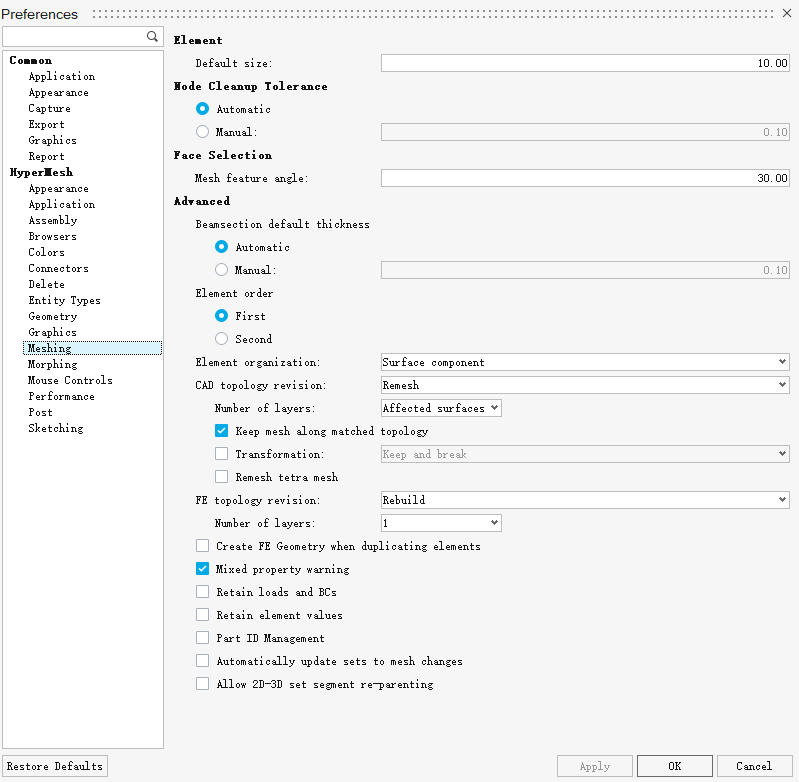 Preferences
Common
Application
Appearance
Capture
Export
Graphics
Report
HyperMesh
Appearance
Application
Assembly
Browsers
Colors
Connectors
Delete
Entity Types
Geometry
Graphics
Meshing
Morphing
Mouse Controls
Performance
Post
Sketching
Element
Default size: 10.00
Node Cleanup Tolerance
Automatic
Manual: 0.10
Face Selection
Mesh feature angle: 30.00
Advanced
Beamsection default thickness
Automatic
Manual: 0.10
Element order
First
Second
Element organization: Surface component
CAD topology revision: Remesh
Number of layers: Affected surfaces
Keep mesh along matched topology
Transformation: Keep and break
Remesh tetra mesh
FE topology revision: Rebuild
Number of layers: 1
Create FE Geometry when duplicating elements
Mixed property warning
Retain loads and BCs
Retain element values
Part ID Management
Automatically update sets to mesh changes
Allow 2D-3D set segment re-parenting
Restore Defaults
Apply
OK
Cancel